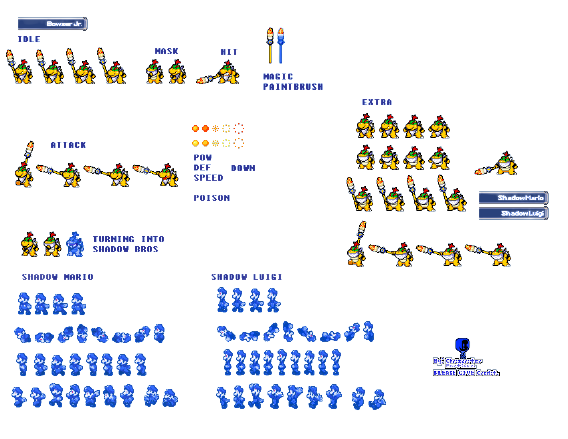 Bowser Jr.
IDLE
MASK
HIT
MAGIC
PAINTBRUSH
EXTRA
ATTACK
POW
DEF DOWN
SPEED
POISON
ShadowMario
ShadowLuigi
TURNING INTO
SHADOW BROS
SHADOW MARIO
SHADOW LUIGI